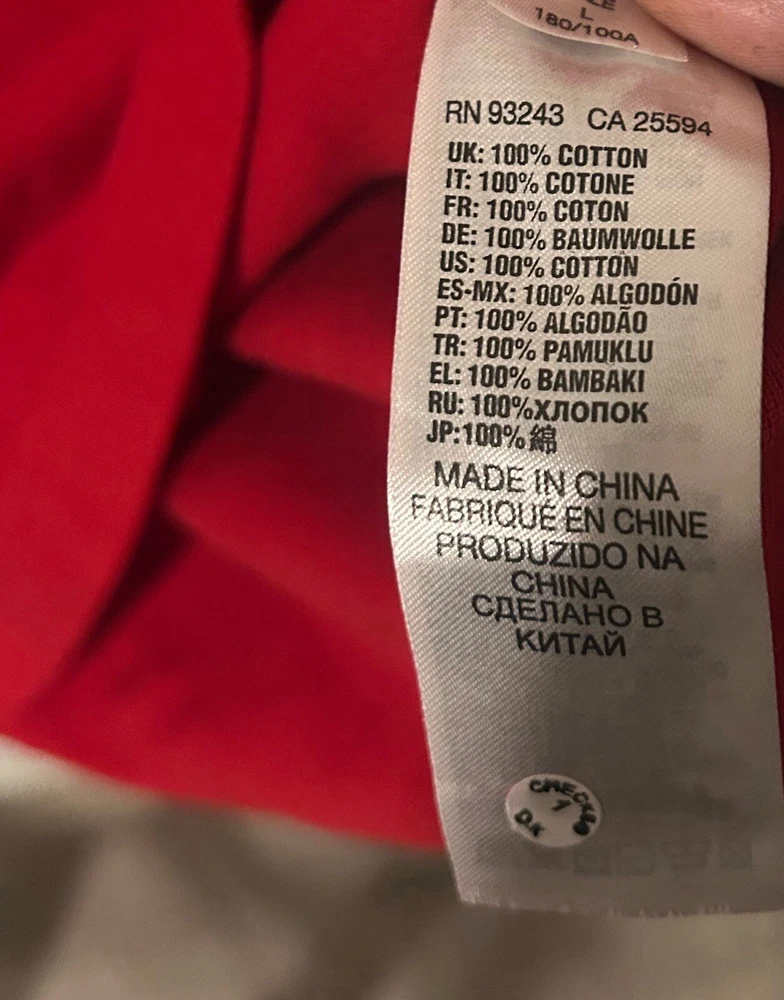 L
180/100A
RN 93243 CA 25594
UK: 100% COTTON
IT: 100% COTONE
FR: 100% COTON
DE: 100% BAUMWOLLE
US: 100% COTTON
ES-MX: 100% ALGODÓN
PT: 100% ALGODÃO
TR: 100% PAMUKLU
EL: 100% BAMBAKI
RU: 100%ХЛОПОК
JP:100%綿
MADE IN CHINA
FABRIQUÉ EN CHINE
PRODUZIDO NA
CHINA
СДЕЛАНО В
КИТАЙ
1